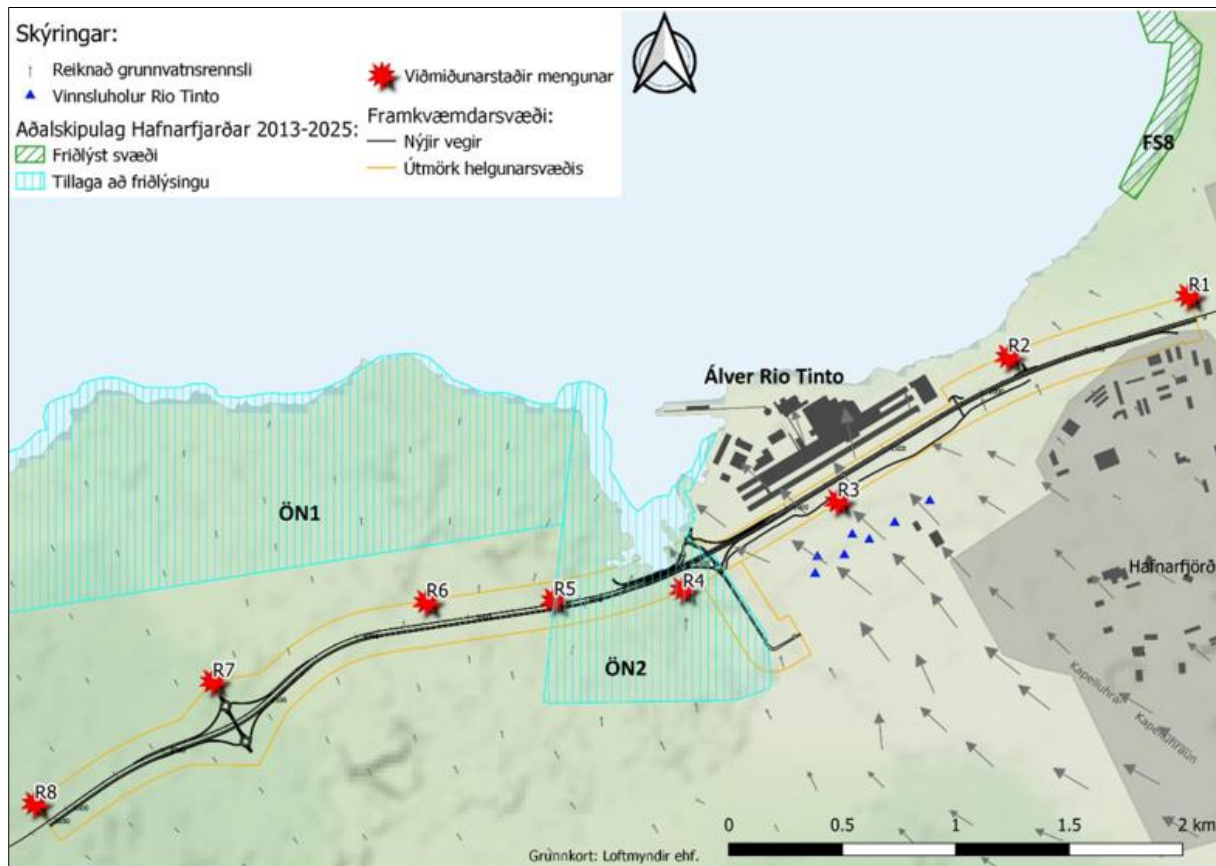 Skýringar:
Reiknað grunnvatnsrennsli
Vinnsluholur Rio Tinto
Aðalskipulag Hafnarfjarðar 2013-2025:
Friðlýst svæði
Tillaga að friðlýsingu
Viðmiðunarstaðir mengunar
Framkvæmdarsvæði:
Nýjir vegir
Útmörk helgunarsvæðis
FS8
R1
R2
Álver Rio Tinto
R3
ÖN1
R4
R5
R6
Hafnarfjörð
ÖN2
R7
Kapelluhrau
Kapelluhraun
R8
0
0.5
1
1.5
2 km
Grunnkort: Loftmyndir ehf.